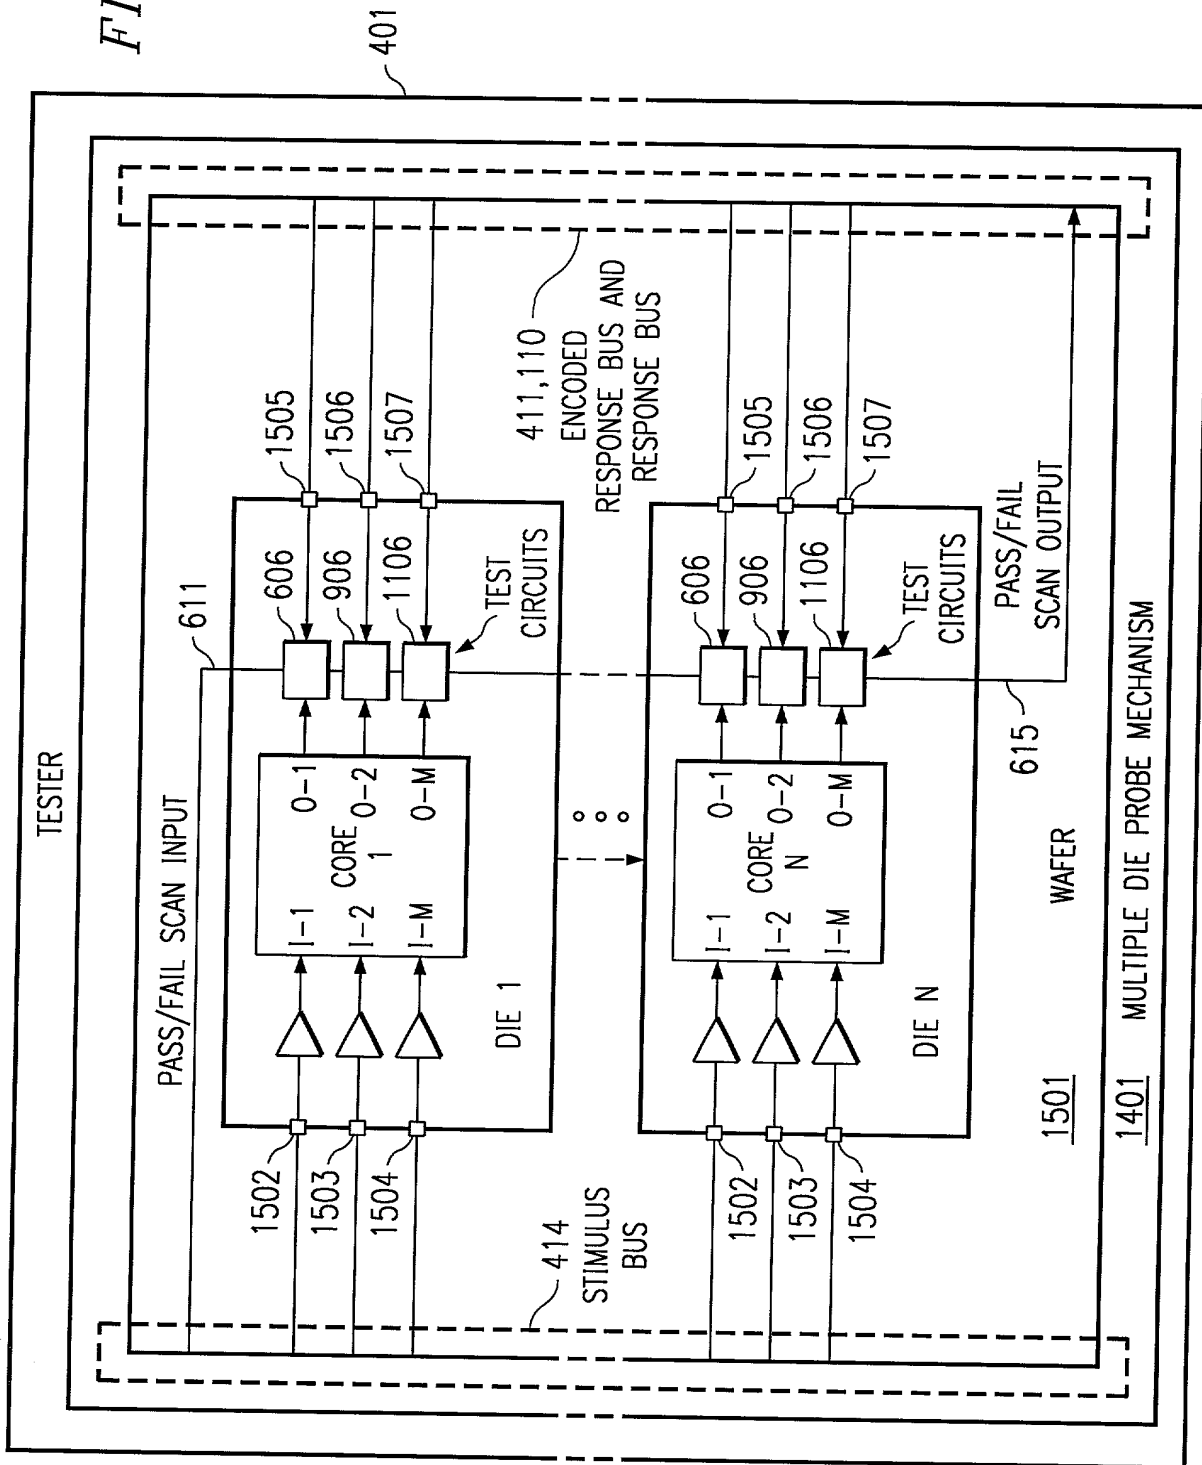 FI
401
TESTER
PASS/FAIL SCAN INPUT
611
1502
1503
1504
I-1
I-2
I-M
CORE
1
O-1
O-2
O-M
606
906
1106
1505
1506
1507
TEST
CIRCUITS
DIE 1
414
STIMULUS
BUS
411,110
ENCODED
RESPONSE BUS AND
RESPONSE BUS
1502
1503
1504
I-1
I-2
I-M
CORE
N
O-1
O-2
O-M
606
906
1106
1505
1506
1507
TEST
CIRCUITS
DIE N
615
PASS/FAIL
SCAN OUTPUT
1501
WAFER
1401
MULTIPLE DIE PROBE MECHANISM